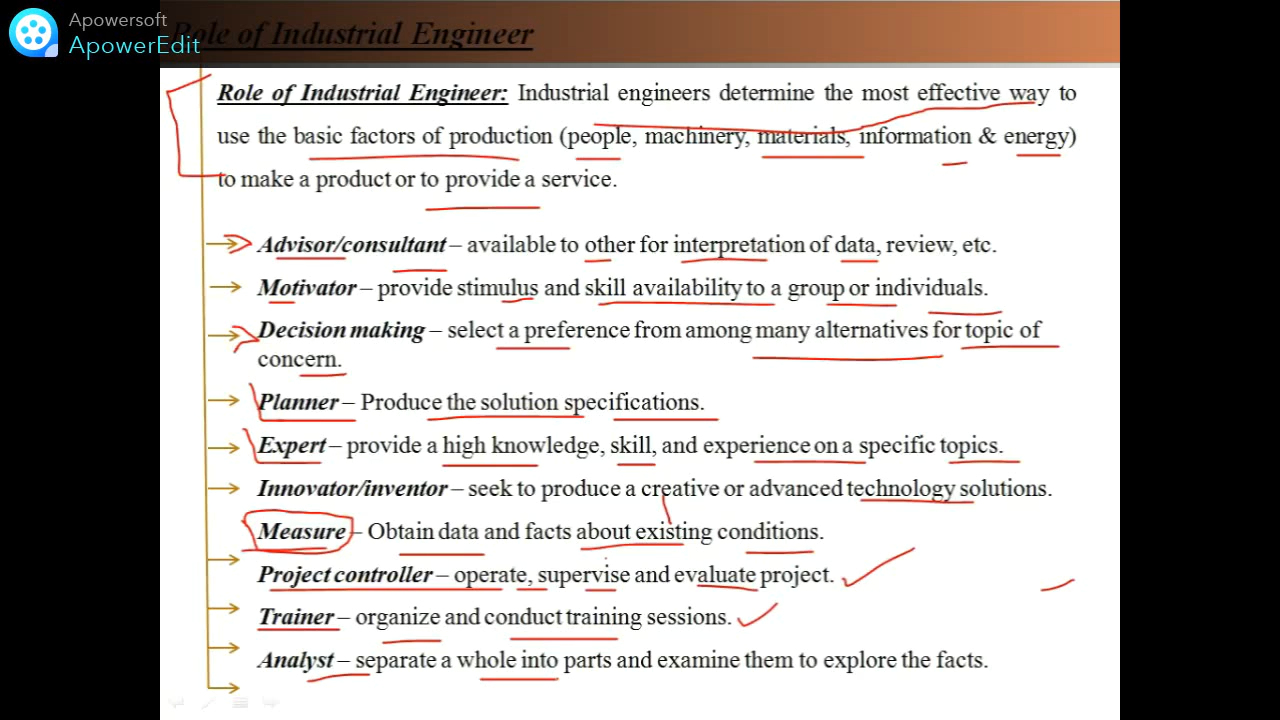 Apowersoft
ApowerEdit
Role of Industrial Engineer
Role of Industrial Engineer: Industrial engineers determine the most effective way to
use the basic factors of production (people, machinery, materials, information & energy)
to make a product or to provide a service.
Advisor/consultant – available to other for interpretation of data, review, etc.
Motivator – provide stimulus and skill availability to a group or individuals.
Decision making – select a preference from among many alternatives for topic of
concern.
Planner – Produce the solution specifications.
Expert – provide a high knowledge, skill, and experience on a specific topics.
Innovator/inventor – seek to produce a creative or advanced technology solutions.
Measure – Obtain data and facts about existing conditions.
Project controller – operate, supervise and evaluate project.
Trainer – organize and conduct training sessions.
Analyst – separate a whole into parts and examine them to explore the facts.